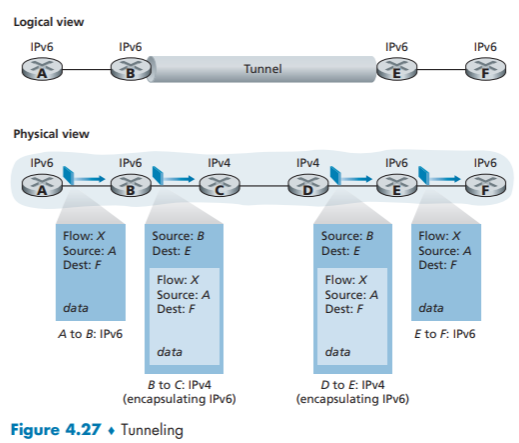 Logical view
IPv6 IPv6 IPv6 IPv6
A B Tunnel E F
Physical view
IPv6 IPv6 IPv4 IPv4 IPv6 IPv6
A B C D E F
Flow: X
Source: A
Dest: F
data
A to B: IPv6
Source: B
Dest: E
Flow: X
Source: A
Dest: F
data
B to C: IPv4
(encapsulating IPv6)
Source: B
Dest: E
Flow: X
Source: A
Dest: F
data
D to E: IPv4
(encapsulating IPv6)
Flow: X
Source: A
Dest: F
data
E to F: IPv6
Figure 4.27 ♦ Tunneling